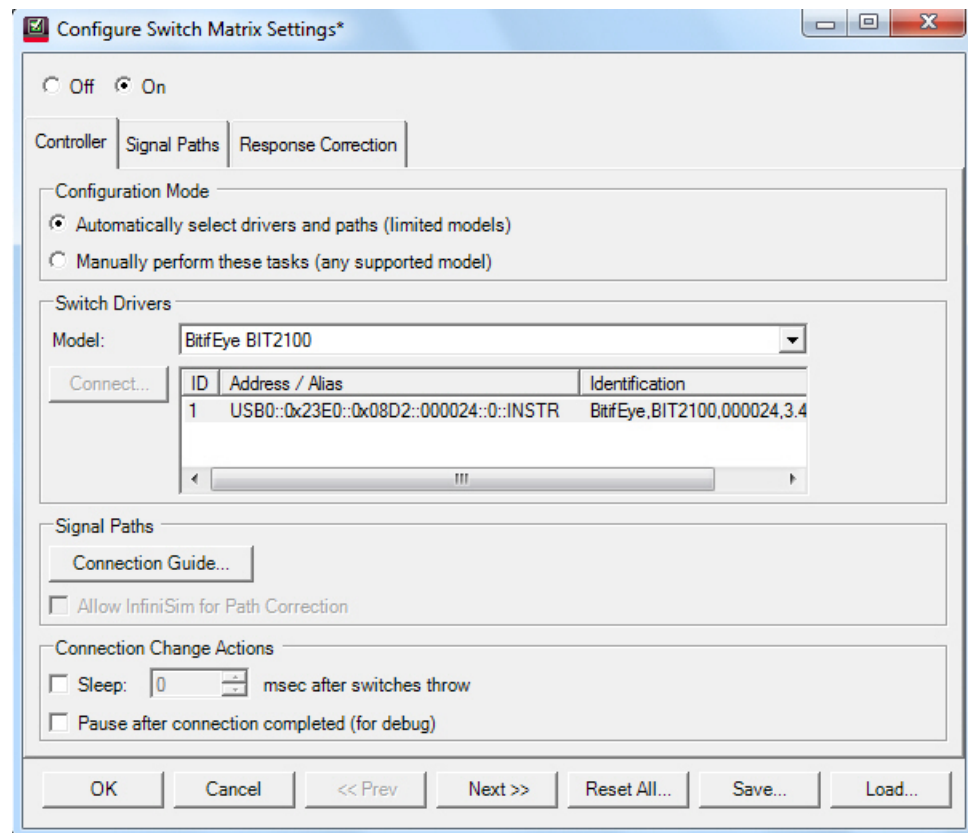 Configure Switch Matrix Settings*
Off On
Controller Signal Paths Response Correction
Configuration Mode
Automatically select drivers and paths (limited models)
Manually perform these tasks (any supported model)
Switch Drivers
Model: BitifEye BIT2100
Connect... ID Address / Alias Identification
1 USB0::0x23E0::0x08D2::000024::0::INSTR BitifEye,BIT2100,000024,3.4
Signal Paths
Connection Guide...
Allow InfiniSim for Path Correction
Connection Change Actions
Sleep: 0 msec after switches throw
Pause after connection completed (for debug)
OK Cancel << Prev Next >> Reset All... Save... Load...